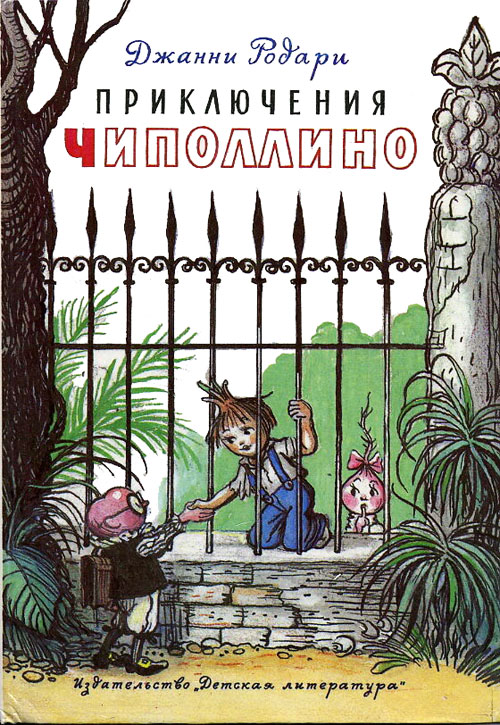 Джанни Родари
ПРИКЛЮЧЕНИЯ
ЧИПОЛЛИНО
Издательство „Детская литература"